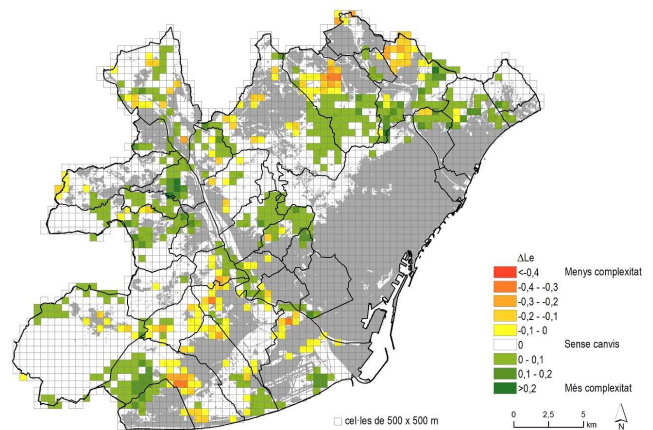 ΔLe
<-0,4 Menys complexitat
-0,4 - -0,3
-0,3 - -0,2
-0,2 - -0,1
-0,1 - 0
0 Sense canvis
0 - 0,1
0,1 - 0,2
>0,2 Més complexitat
cel·les de 500 x 500 m
0 2,5 5
km
N